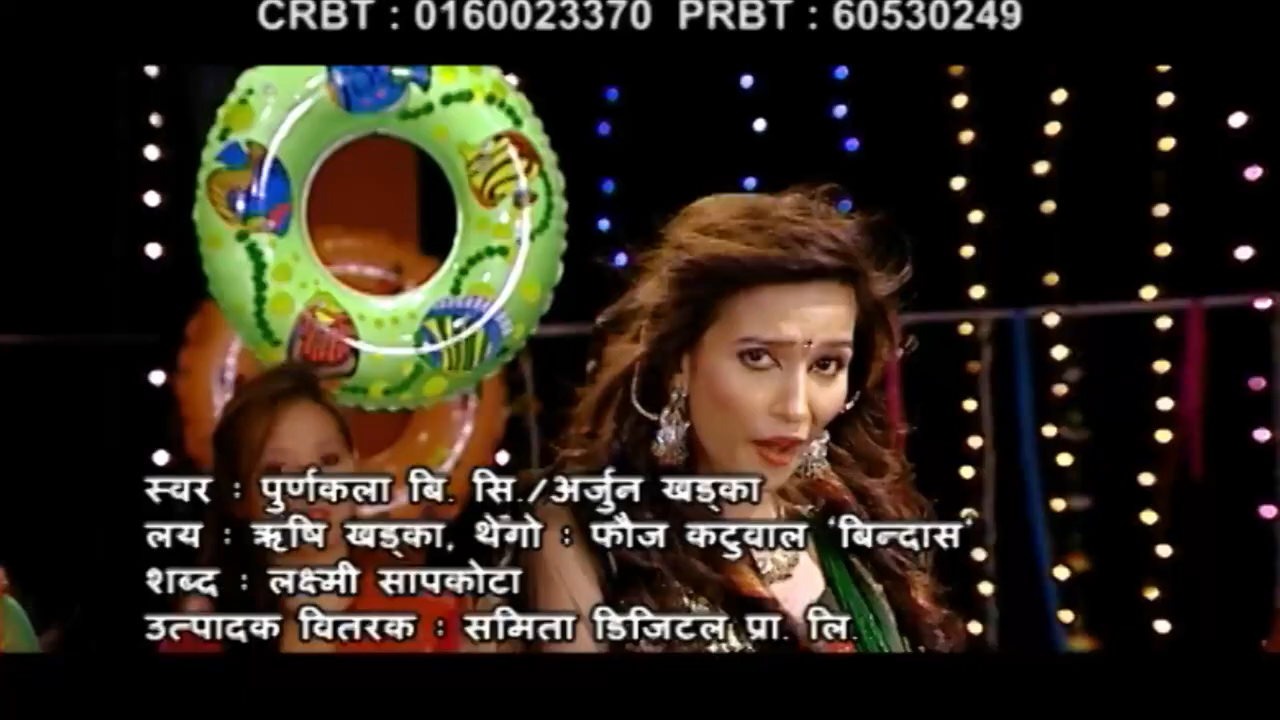 CRBT : 0160023370 PRBT : 60530249
स्वर : पुर्णकला बि. सि./अर्जुन खड्का
लय : ऋषि खड्का, थेगो : फौज कटुवाल ‘बिन्दास’
शब्द : लक्ष्मी सापकोटा
उत्पादक वितरक : समिता डिजिटल प्रा. लि.